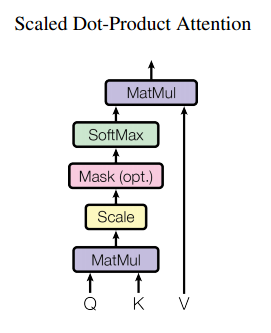 Scaled Dot-Product Attention
MatMul
SoftMax
Mask (opt.)
Scale
MatMul
Q K V